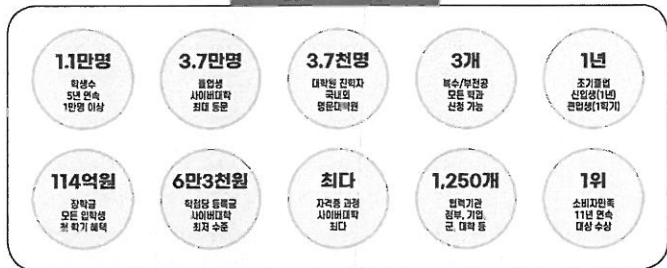 1.1만명
학생수
5년 연속
1만명 이상
3.7만명
졸업생
사이버대학
최대 동문
3.7천명
대학원 진학자
국내외
명문대학원
3개
복수/부전공
모든 학과
신청 가능
1년
조기졸업
신입생(1년)
편입생(1학기)
114억원
장학금
모든 입학생
첫 학기 혜택
6만3천원
학점당 등록금
사이버대학
최저 수준
최다
자격증 과정
사이버대학
최다
1,250개
협력기관
정부, 기업,
군, 대학 등
1위
소비자만족
11년 연속
대상 수상